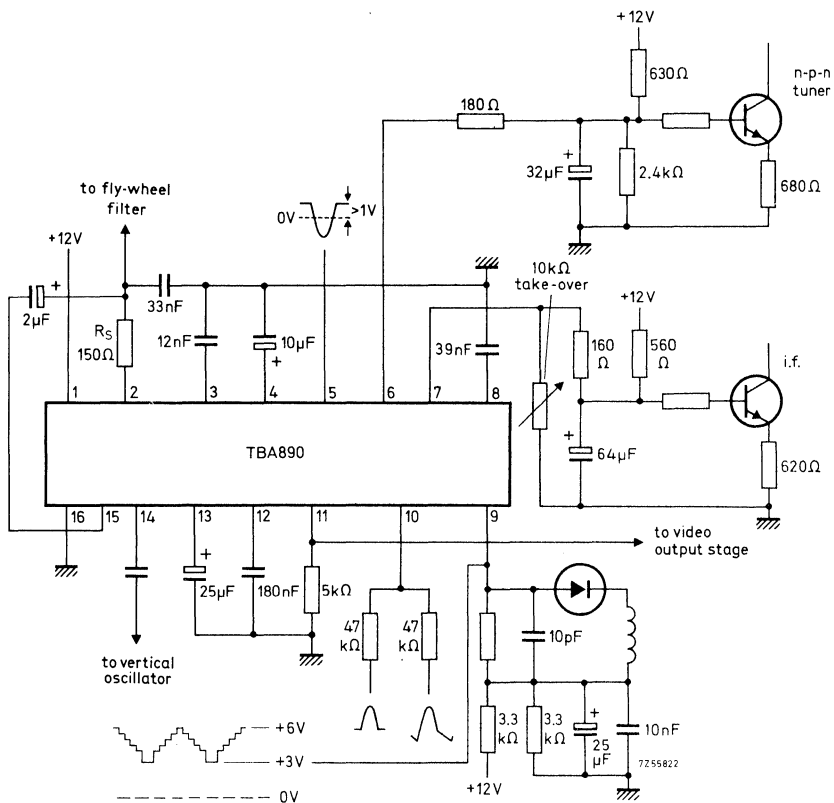 +12V
630Ω
n-p-n
tuner
180Ω
32μF
+
2.4kΩ
680Ω
to fly-wheel
filter
0V
>1V
+12V
+
2μF
33nF
10kΩ
take-over
+12V
RS
150Ω
12nF
10μF
+
39nF
160
Ω
560
Ω
i.f.
1
2
3
4
5
6
7
8
TBA890
+
64μF
620Ω
16
15
14
13
12
11
10
9
to video
output stage
+
25μF
180nF
5kΩ
to vertical
oscillator
47
kΩ
47
kΩ
10pF
+6V
+3V
0V
3.3
kΩ
3.3
kΩ
+
25
μF
10nF
7Z55822
+12V